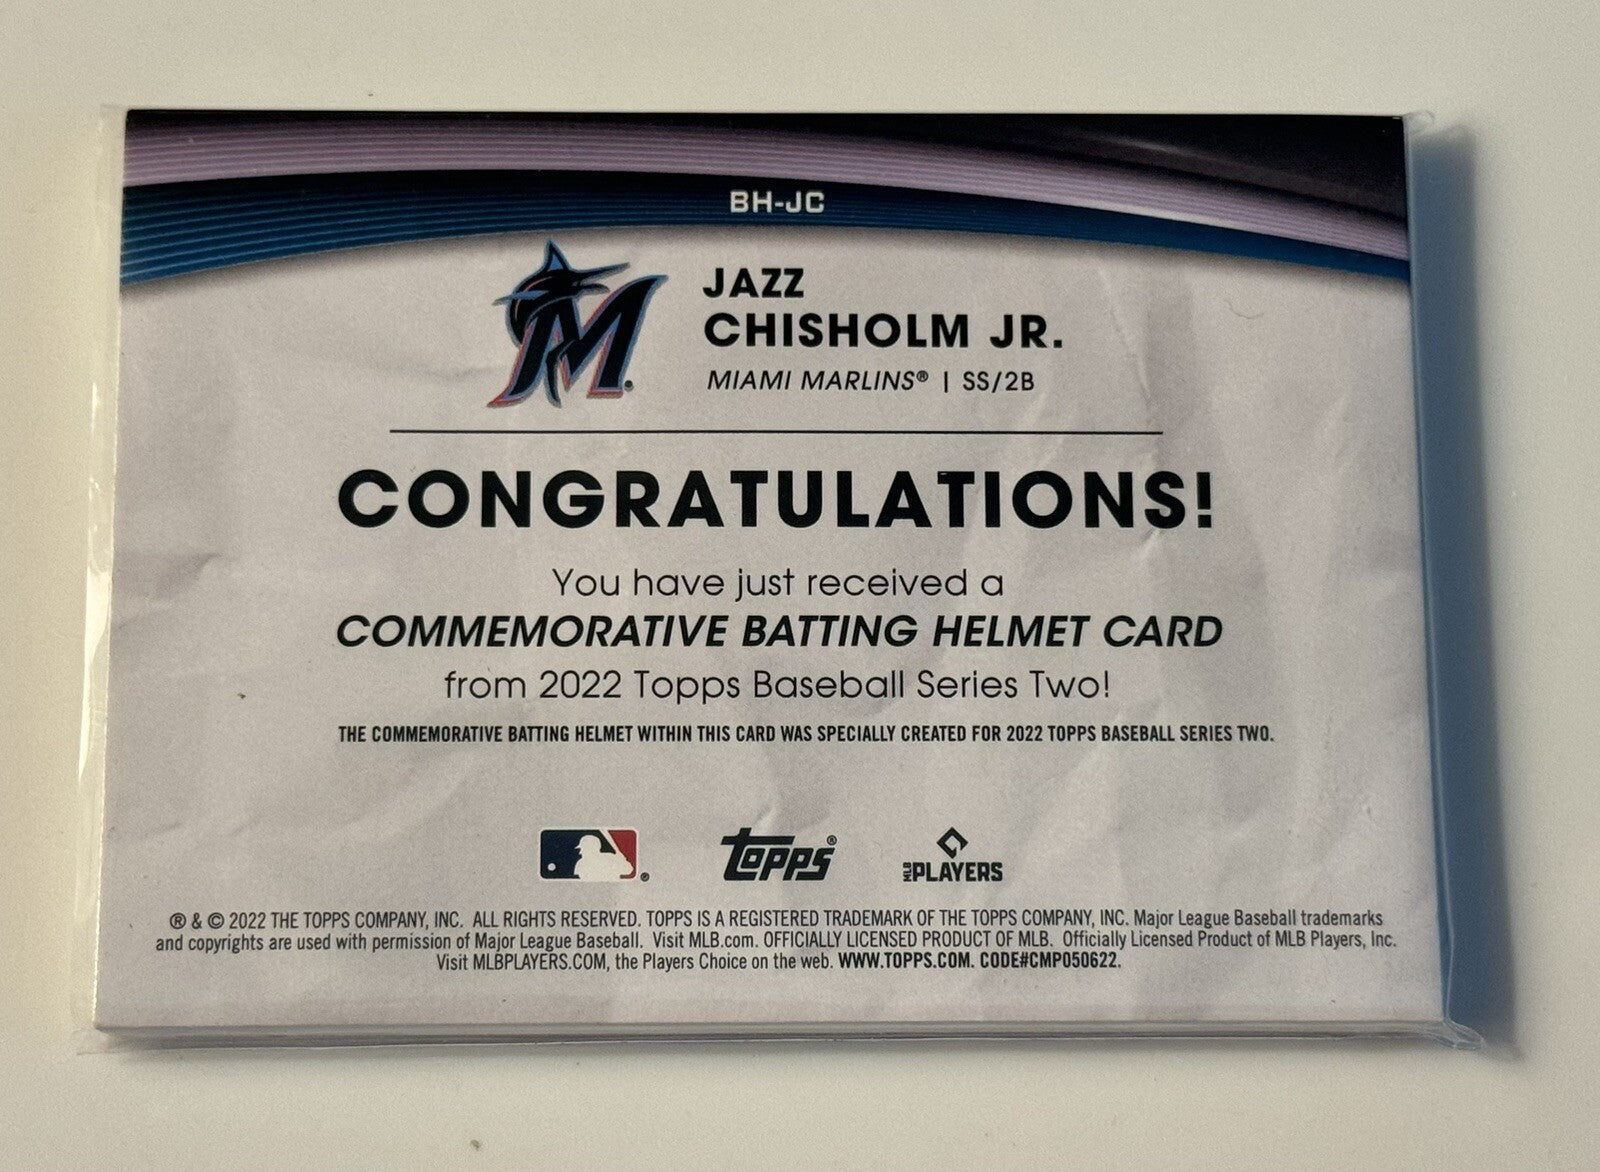 BH-JC
JAZZ
CHISHOLM JR.
MIAMI MARLINS® | SS/2B
CONGRATULATIONS!
You have just received a
COMMEMORATIVE BATTING HELMET CARD
from 2022 Topps Baseball Series Two!
THE COMMEMORATIVE BATTING HELMET WITHIN THIS CARD WAS SPECIALLY CREATED FOR 2022 TOPPS BASEBALL SERIES TWO.
Topps® MLB PLAYERS
® & © 2022 THE TOPPS COMPANY, INC. ALL RIGHTS RESERVED. TOPPS IS A REGISTERED TRADEMARK OF THE TOPPS COMPANY, INC. Major League Baseball trademarks
and copyrights are used with permission of Major League Baseball. Visit MLB.com. OFFICIALLY LICENSED PRODUCT OF MLB. Officially Licensed Product of MLB Players, Inc.
Visit MLBPLAYERS.COM, the Players Choice on the web. WWW.TOPPS.COM. CODE#CMP050622.